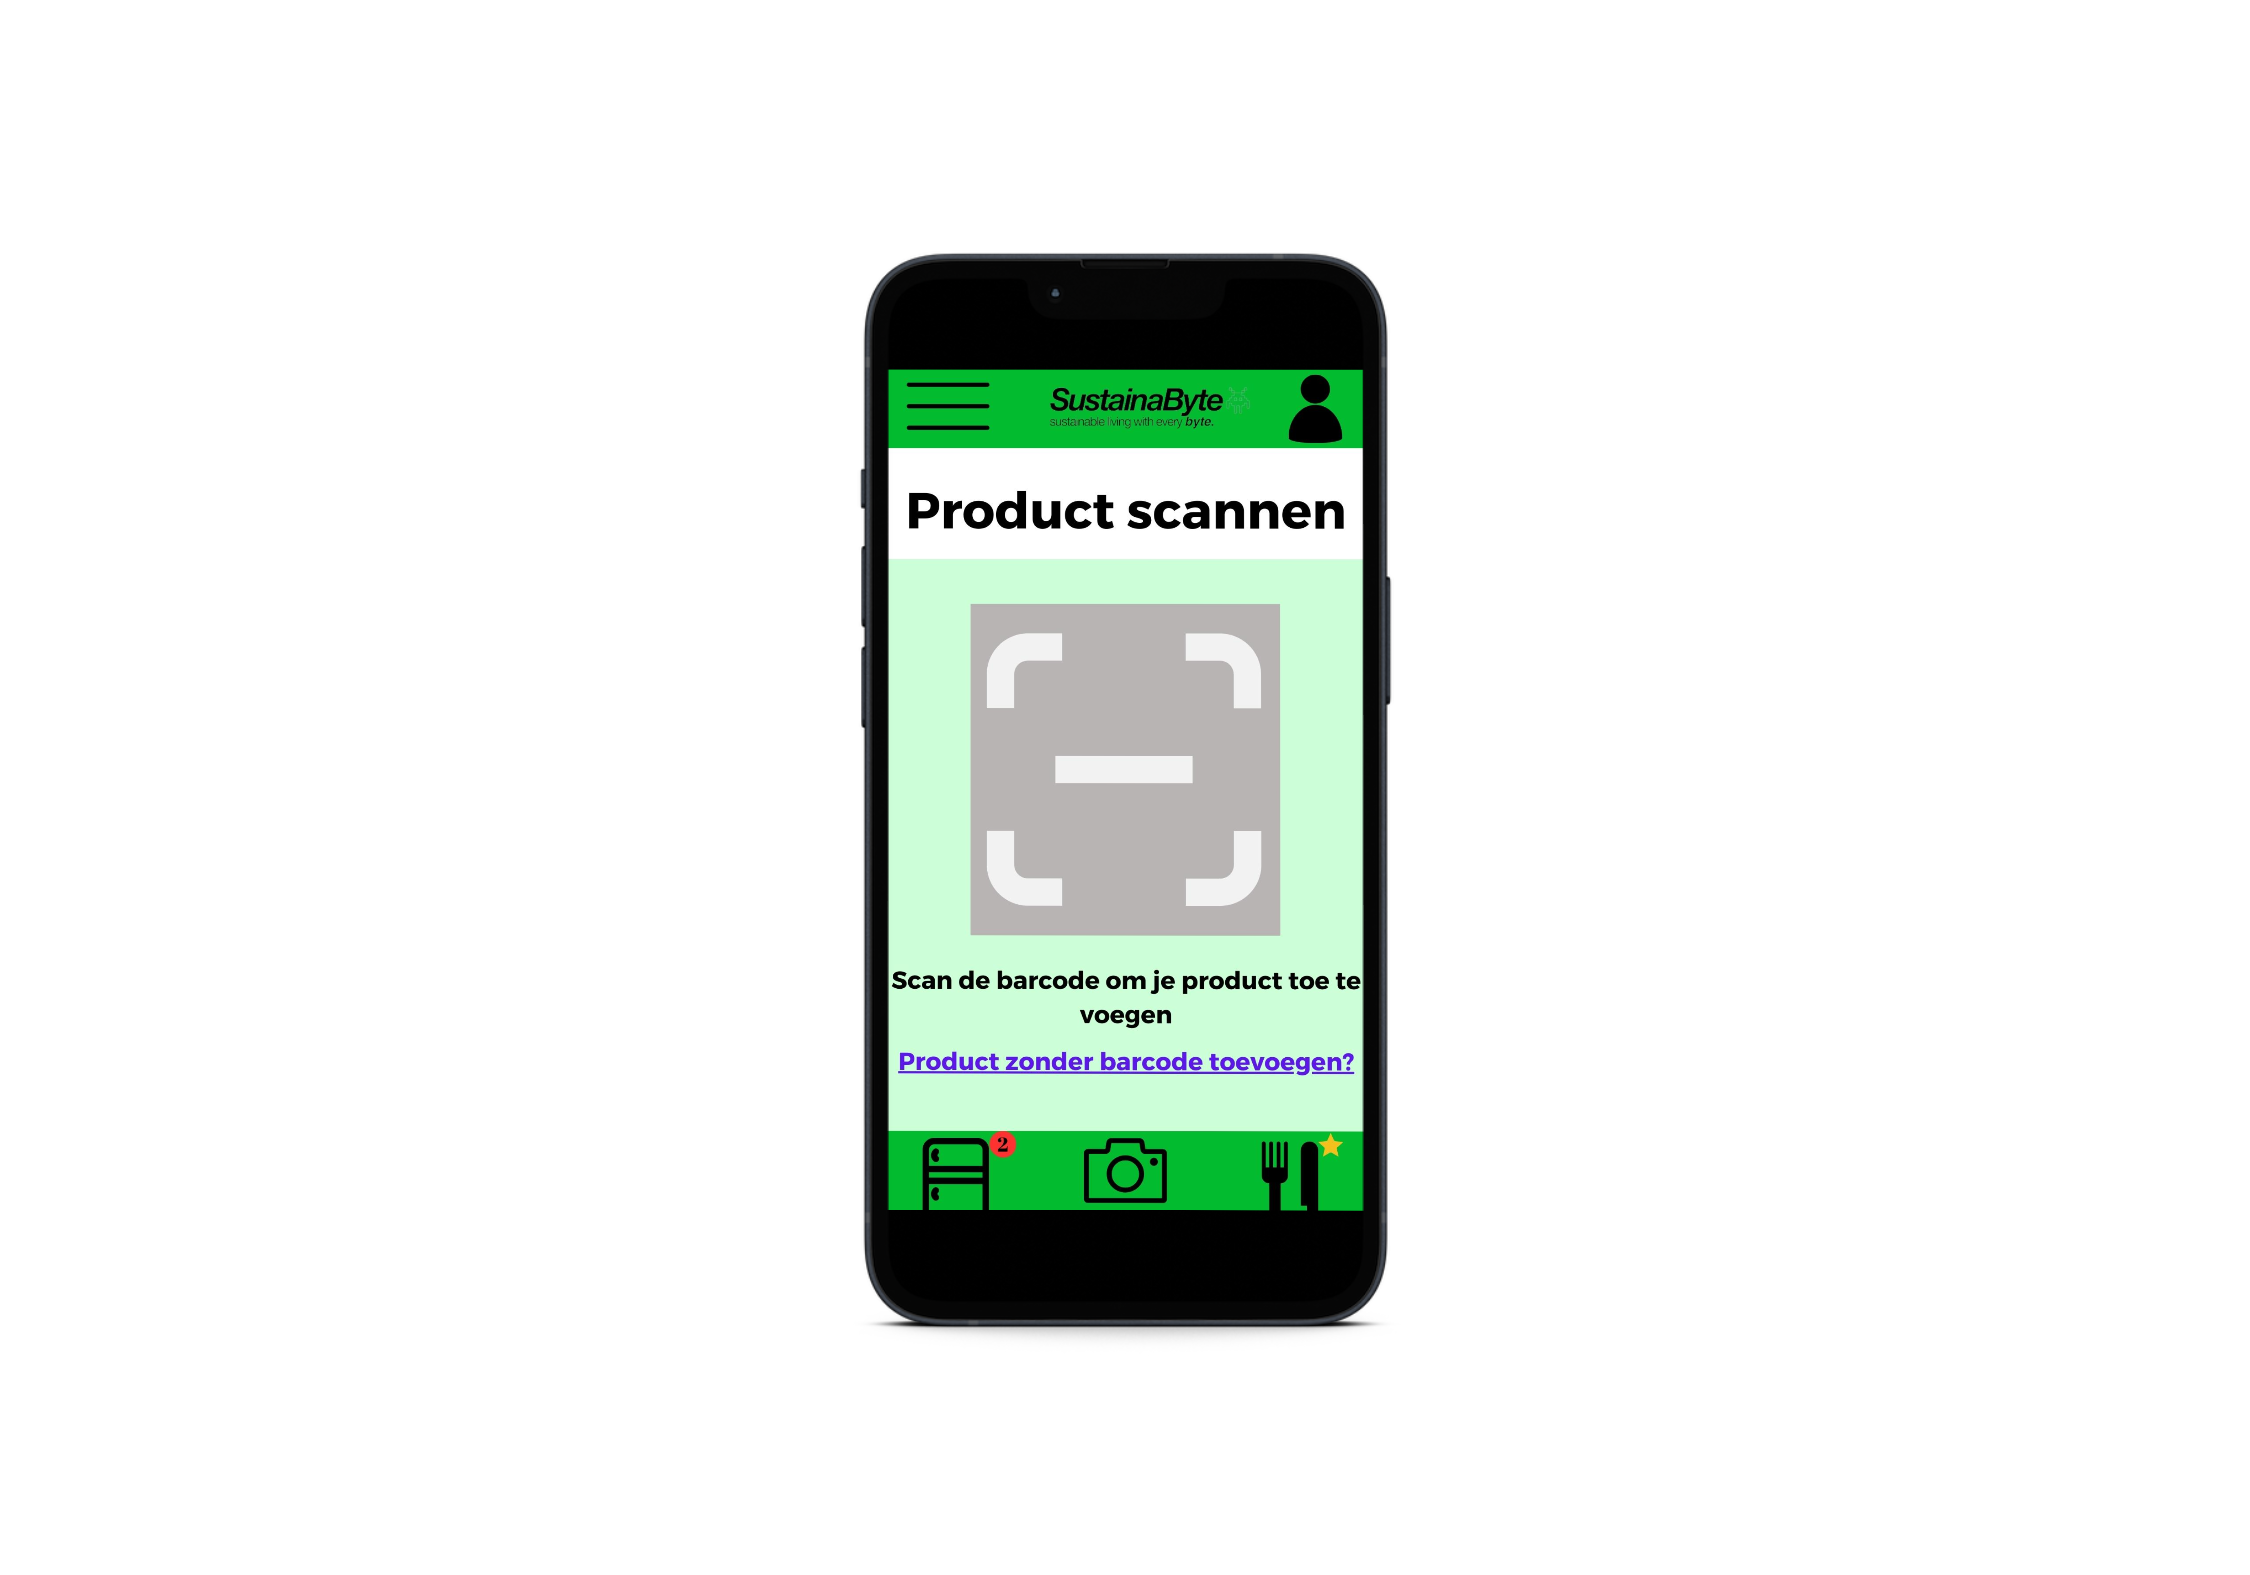 SustainaByte
sustainable living with every byte.
Product scannen
Scan de barcode om je product toe te
voegen
Product zonder barcode toevoegen?
2